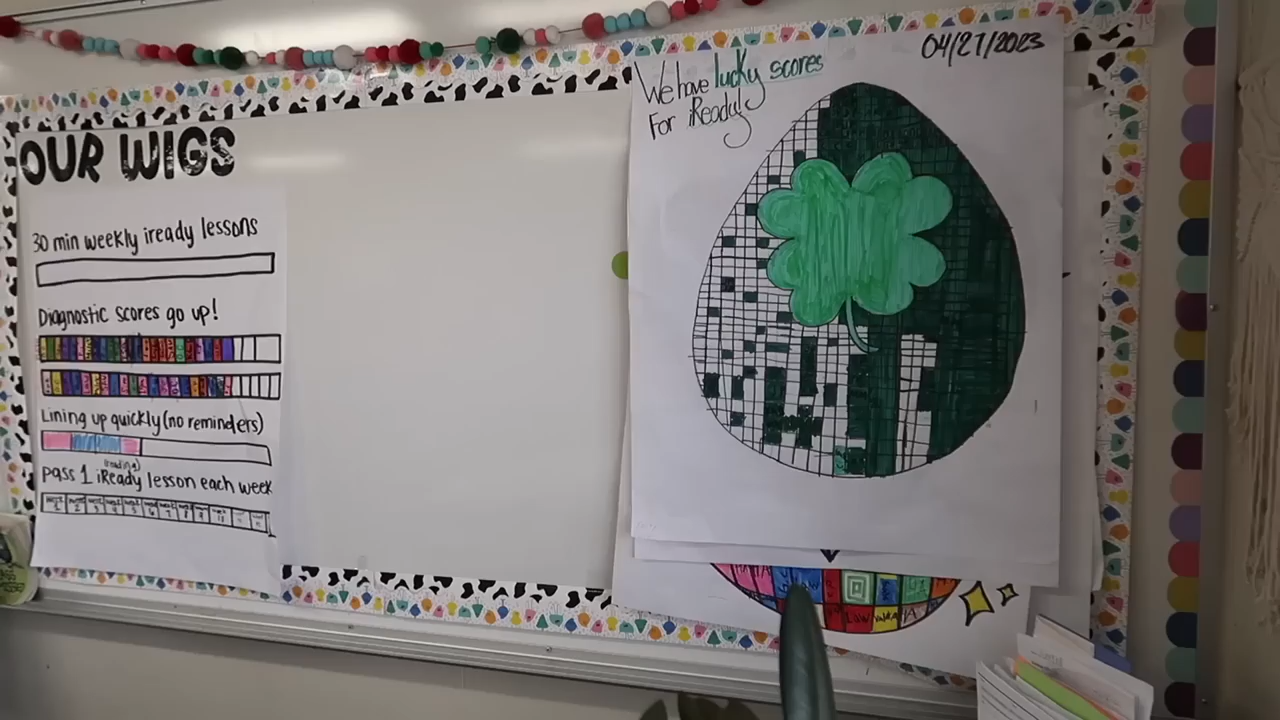 OUR WIGS
30 min weekly iready lessons
Diagnostic scores go up!
Lining up quickly (no reminders)
(reading)
Pass 1 iReady lesson each week
We have lucky scores
For iReady!
04/27/2023